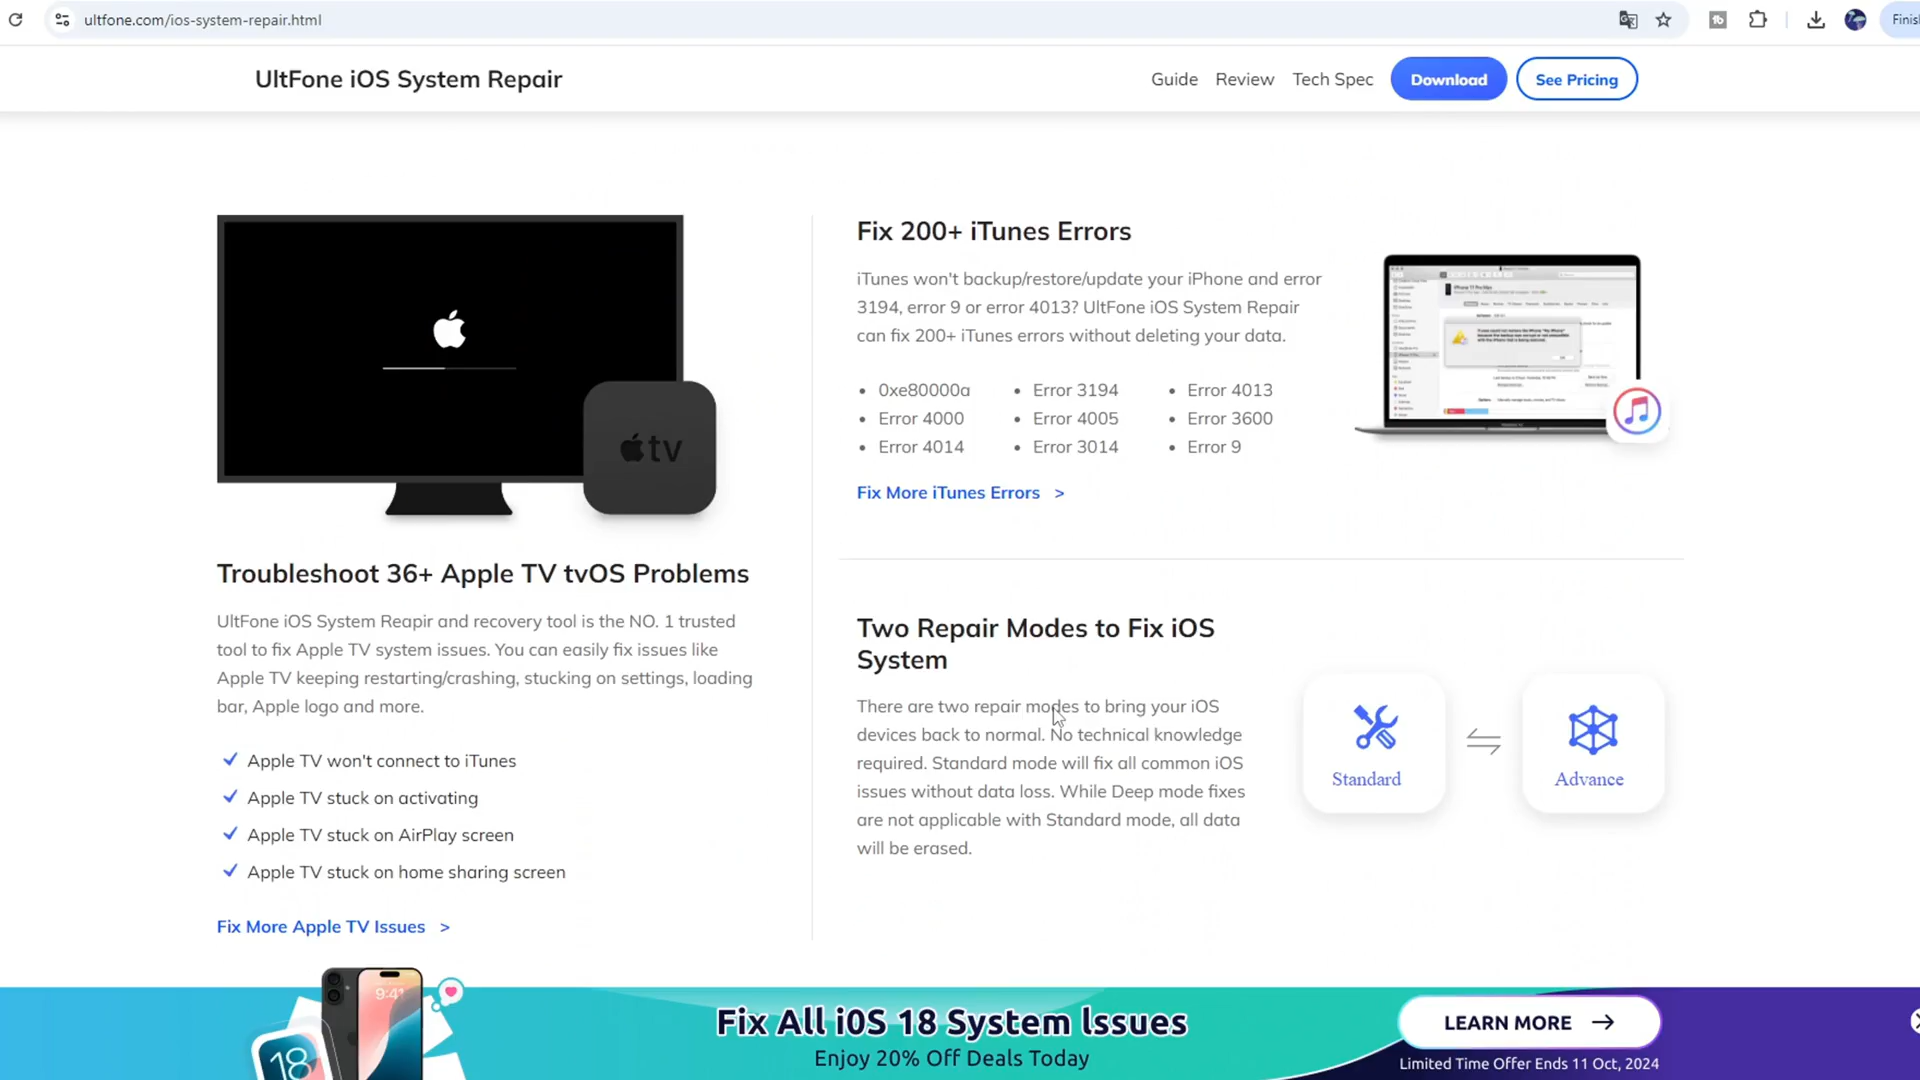 ultfone.com/ios-system-repair.html
Finis
UltFone iOS System Repair
Guide
Review
Tech Spec
Download
See Pricing
tv
Troubleshoot 36+ Apple TV tvOS Problems
UltFone iOS System Reapir and recovery tool is the NO. 1 trusted
tool to fix Apple TV system issues. You can easily fix issues like
Apple TV keeping restarting/crashing, stucking on settings, loading
bar, Apple logo and more.
Apple TV won't connect to iTunes
Apple TV stuck on activating
Apple TV stuck on AirPlay screen
Apple TV stuck on home sharing screen
Fix More Apple TV Issues >
Fix 200+ iTunes Errors
iTunes won't backup/restore/update your iPhone and error
3194, error 9 or error 4013? UltFone iOS System Repair
can fix 200+ iTunes errors without deleting your data.
• 0xe80000a • Error 3194 • Error 4013
• Error 4000 • Error 4005 • Error 3600
• Error 4014 • Error 3014 • Error 9
Fix More iTunes Errors >
Two Repair Modes to Fix iOS
System
There are two repair modes to bring your iOS
devices back to normal. No technical knowledge
required. Standard mode will fix all common iOS
issues without data loss. While Deep mode fixes
are not applicable with Standard mode, all data
will be erased.
Standard
Advance
9:41
18
Fix All iOS 18 System Issues
Enjoy 20% Off Deals Today
LEARN MORE →
Limited Time Offer Ends 11 Oct, 2024